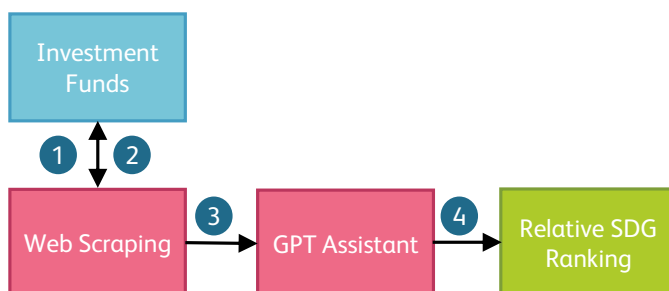 Investment
Funds
1
2
3
4
Web Scraping
GPT Assistant
Relative SDG
Ranking